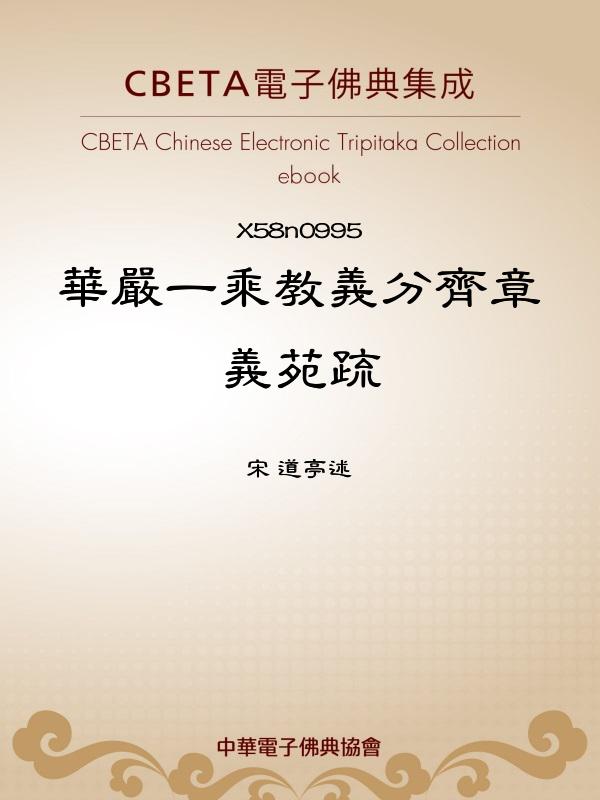 CBETA電子佛典集成
CBETA Chinese Electronic Tripitaka Collection
ebook
X58n0995
華嚴一乘教義分齊章
義苑疏
宋 道亭述
中華電子佛典協會